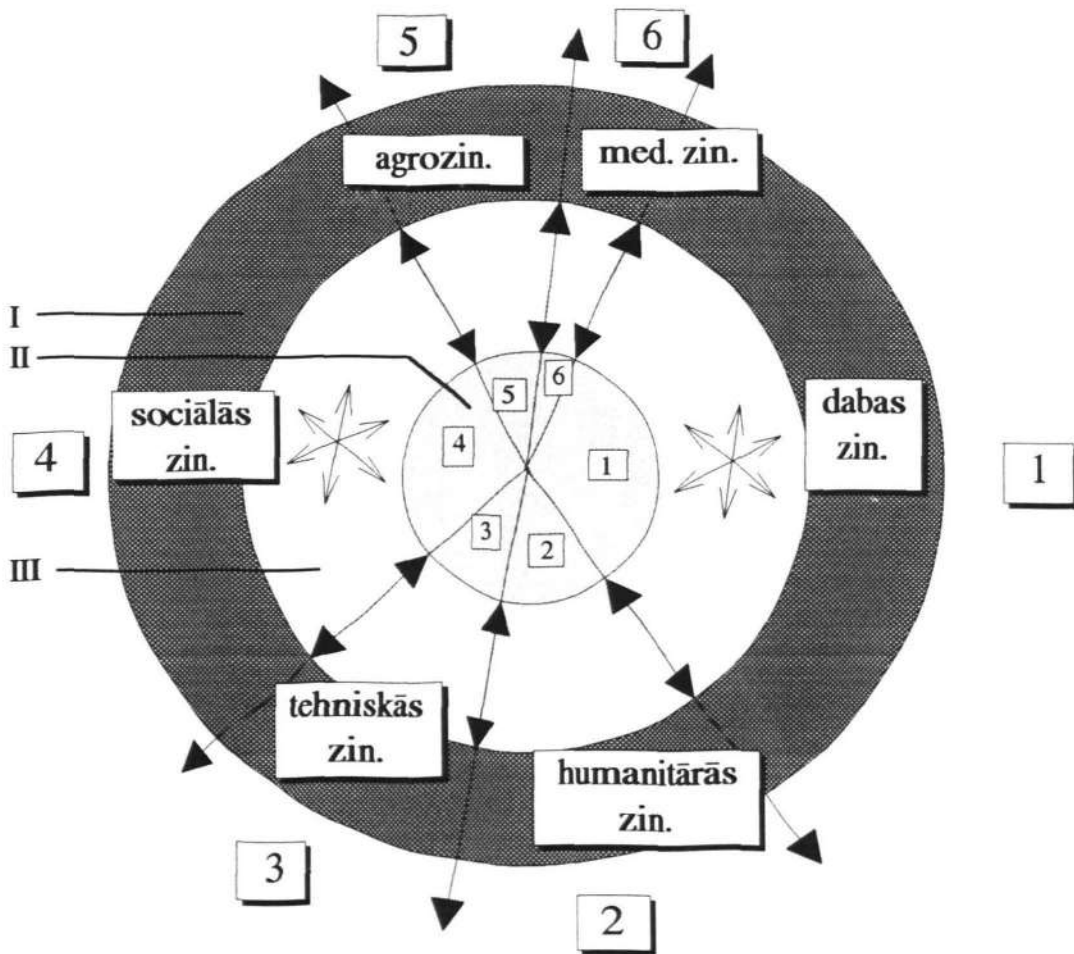 5
6
agrozin.
med. zin.
I
II
6
5
sociālās
zin.
dabas
zin.
4
4
1
1
3
2
III
tehniskās
zin.
humanitārās
zin.
3
2